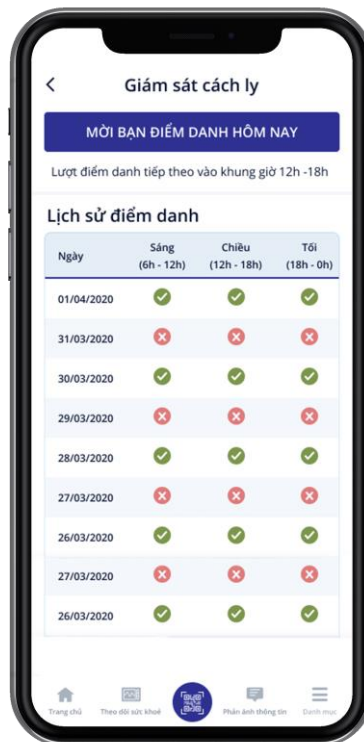 Giám sát cách ly
MỜI BẠN ĐIỂM DANH HÔM NAY
Lượt điểm danh tiếp theo vào khung giờ 12h -18h
Lịch sử điểm danh
Ngày Sáng Chiều Tối
(6h - 12h) (12h - 18h) (18h - 0h)
01/04/2020
31/03/2020
30/03/2020
29/03/2020
28/03/2020
27/03/2020
26/03/2020
27/03/2020
26/03/2020
Trang chủ Theo dõi sức khoẻ Phản ánh thông tin Danh mục